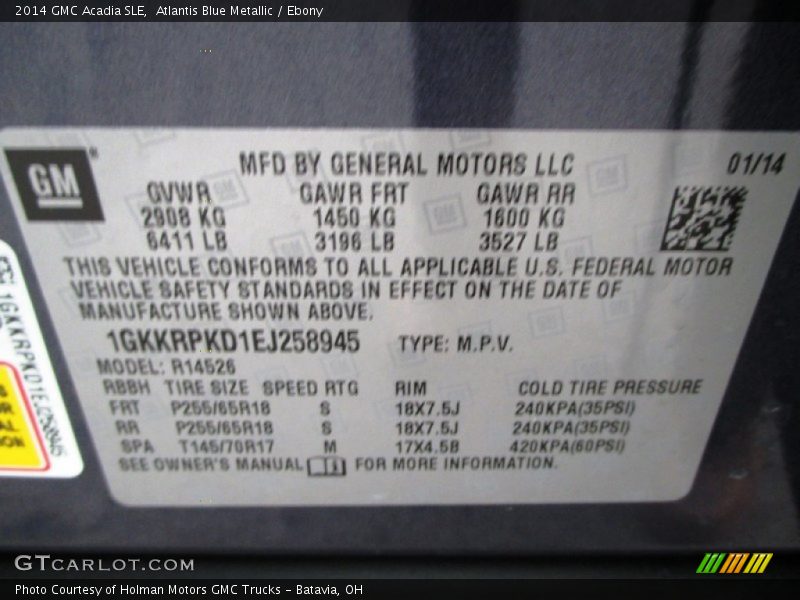 2014 GMC Acadia SLE, Atlantis Blue Metallic / Ebony
GM
MFD BY GENERAL MOTORS LLC 01/14
GVWR GAWR FRT GAWR RR
2908 KG 1450 KG 1600 KG
6411 LB 3196 LB 3527 LB
THIS VEHICLE CONFORMS TO ALL APPLICABLE U.S. FEDERAL MOTOR
VEHICLE SAFETY STANDARDS IN EFFECT ON THE DATE OF
MANUFACTURE SHOWN ABOVE.
1GKKRPKD1EJ258945 TYPE: M.P.V.
MODEL: R14526
RBBH TIRE SIZE SPEED RTG RIM COLD TIRE PRESSURE
FRT P255/65R18 S 18X7.5J 240KPA(35PSI)
RR P255/65R18 S 18X7.5J 240KPA(35PSI)
SPA T145/70R17 M 17X4.5B 420KPA(60PSI)
SEE OWNER'S MANUAL FOR MORE INFORMATION.
1GKKRPKD1EJ258945
GTCARLOT.COM
Photo Courtesy of Holman Motors GMC Trucks - Batavia, OH